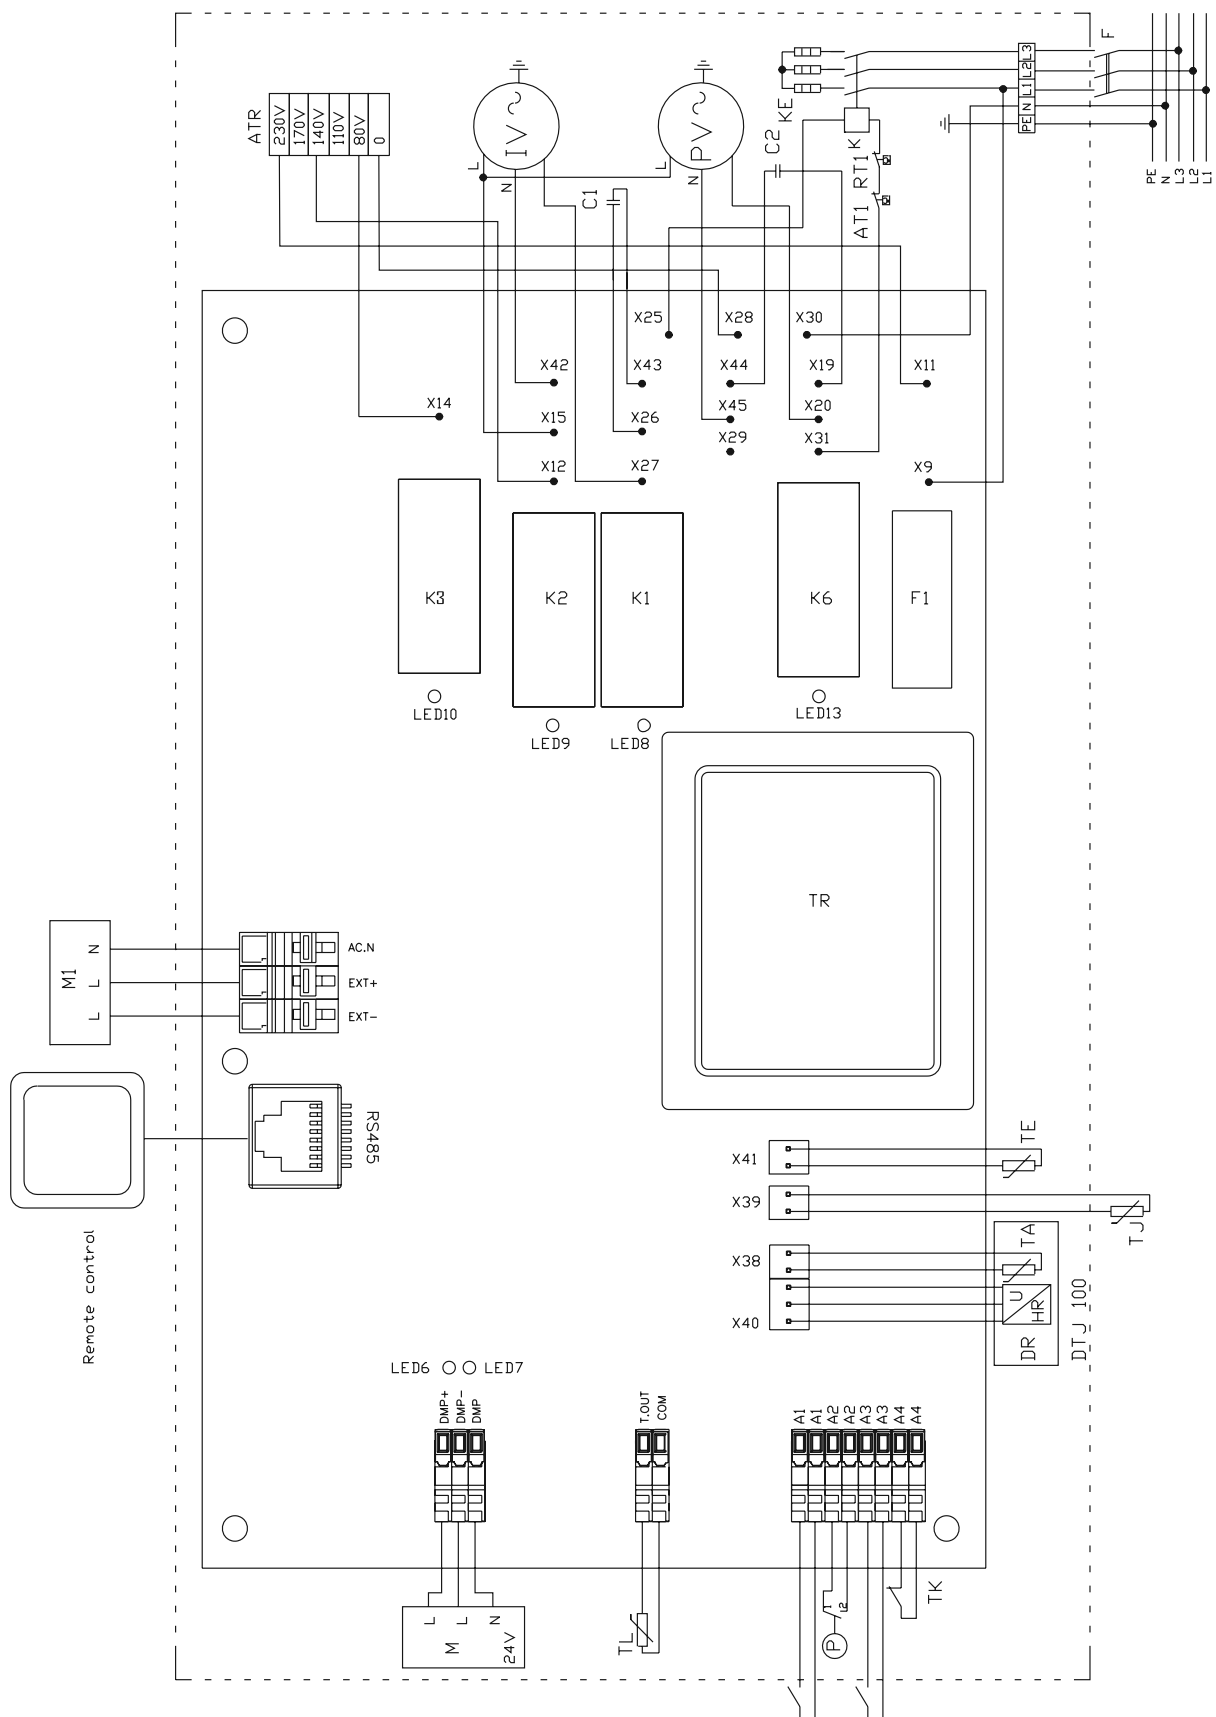 L3
L2
L1
N
PE
F
PE
N
L3
L2
L1
KE
K
C2
RT1
AT1
ATR
230V
170V
140V
110V
80V
0
IV
L
N
PV
L
N
C1
X25
X28
X30
X42
X43
X44
X19
X11
X14
X15
X26
X45
X20
X29
X31
X12
X27
X9
K3
K2
K1
K6
F1
LED10
LED9
LED8
LED13
TR
M1
N
L
L
AC.N
EXT+
EXT-
RS485
Remote control
X41
TE
X39
TJ
X38
TA
X40
U
HR
DR
DTJ 100
LED6
LED7
DMP+
DMP-
DMP
T.OUT
COM
A1
A1
A2
A2
A3
A3
A4
A4
L
L
N
M
24V
TL
1
L2
P
TK